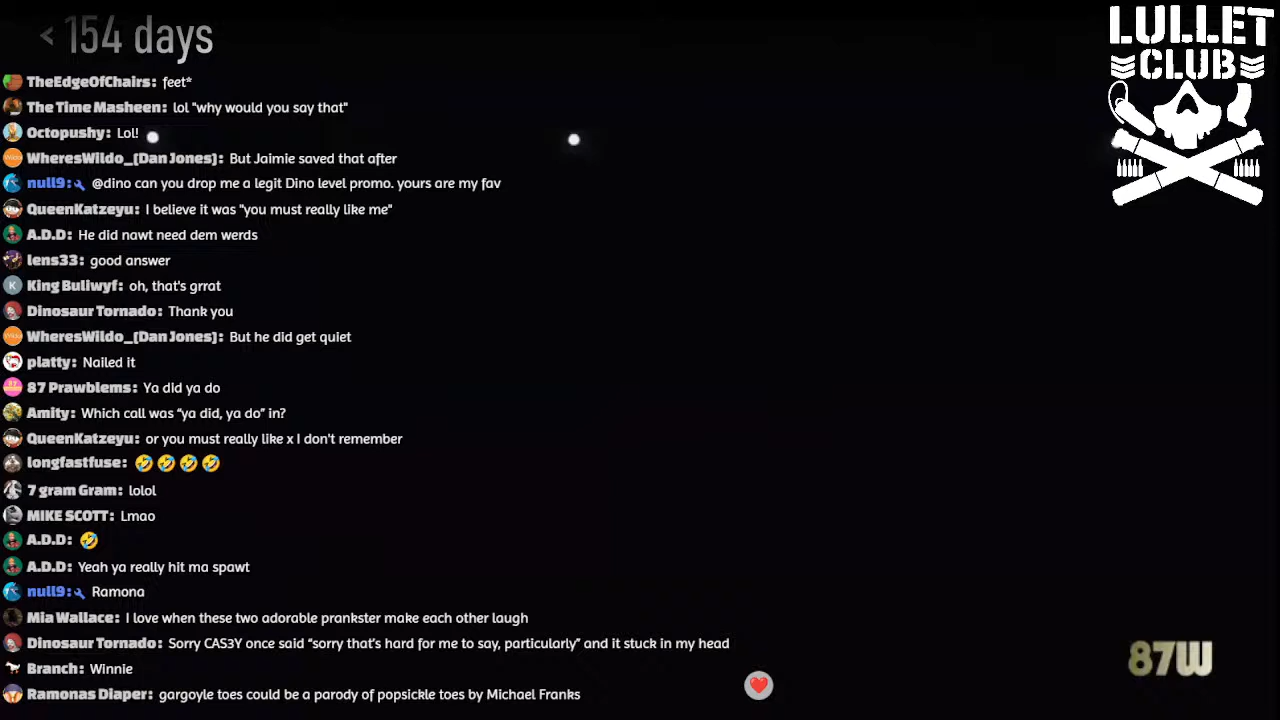 < 154 days
LULLET
CLUB
TheEdgeOfChairs: feet*
The Time Masheen: lol "why would you say that"
Octopushy: Lol!
WheresWildo_[Dan Jones]: But Jaimie saved that after
null9: @dino can you drop me a legit Dino level promo. yours are my fav
QueenKatzeyu: I believe it was "you must really like me"
A.D.D: He did nawt need dem werds
lens33: good answer
K King Buliwyf: oh, that's grrat
Dinosaur Tornado: Thank you
WheresWildo_[Dan Jones]: But he did get quiet
platty: Nailed it
87 Prawblems: Ya did ya do
Amity: Which call was “ya did, ya do” in?
QueenKatzeyu: or you must really like x I don't remember
longfastfuse: 🤣🤣🤣🤣
7 gram Gram: lolol
MIKE SCOTT: Lmao
A.D.D: 🤣
A.D.D: Yeah ya really hit ma spawt
null9: Ramona
Mia Wallace: I love when these two adorable prankster make each other laugh
Dinosaur Tornado: Sorry CAS3Y once said “sorry that's hard for me to say, particularly” and it stuck in my head
Branch: Winnie
Ramonas Diaper: gargoyle toes could be a parody of popsickle toes by Michael Franks
87W